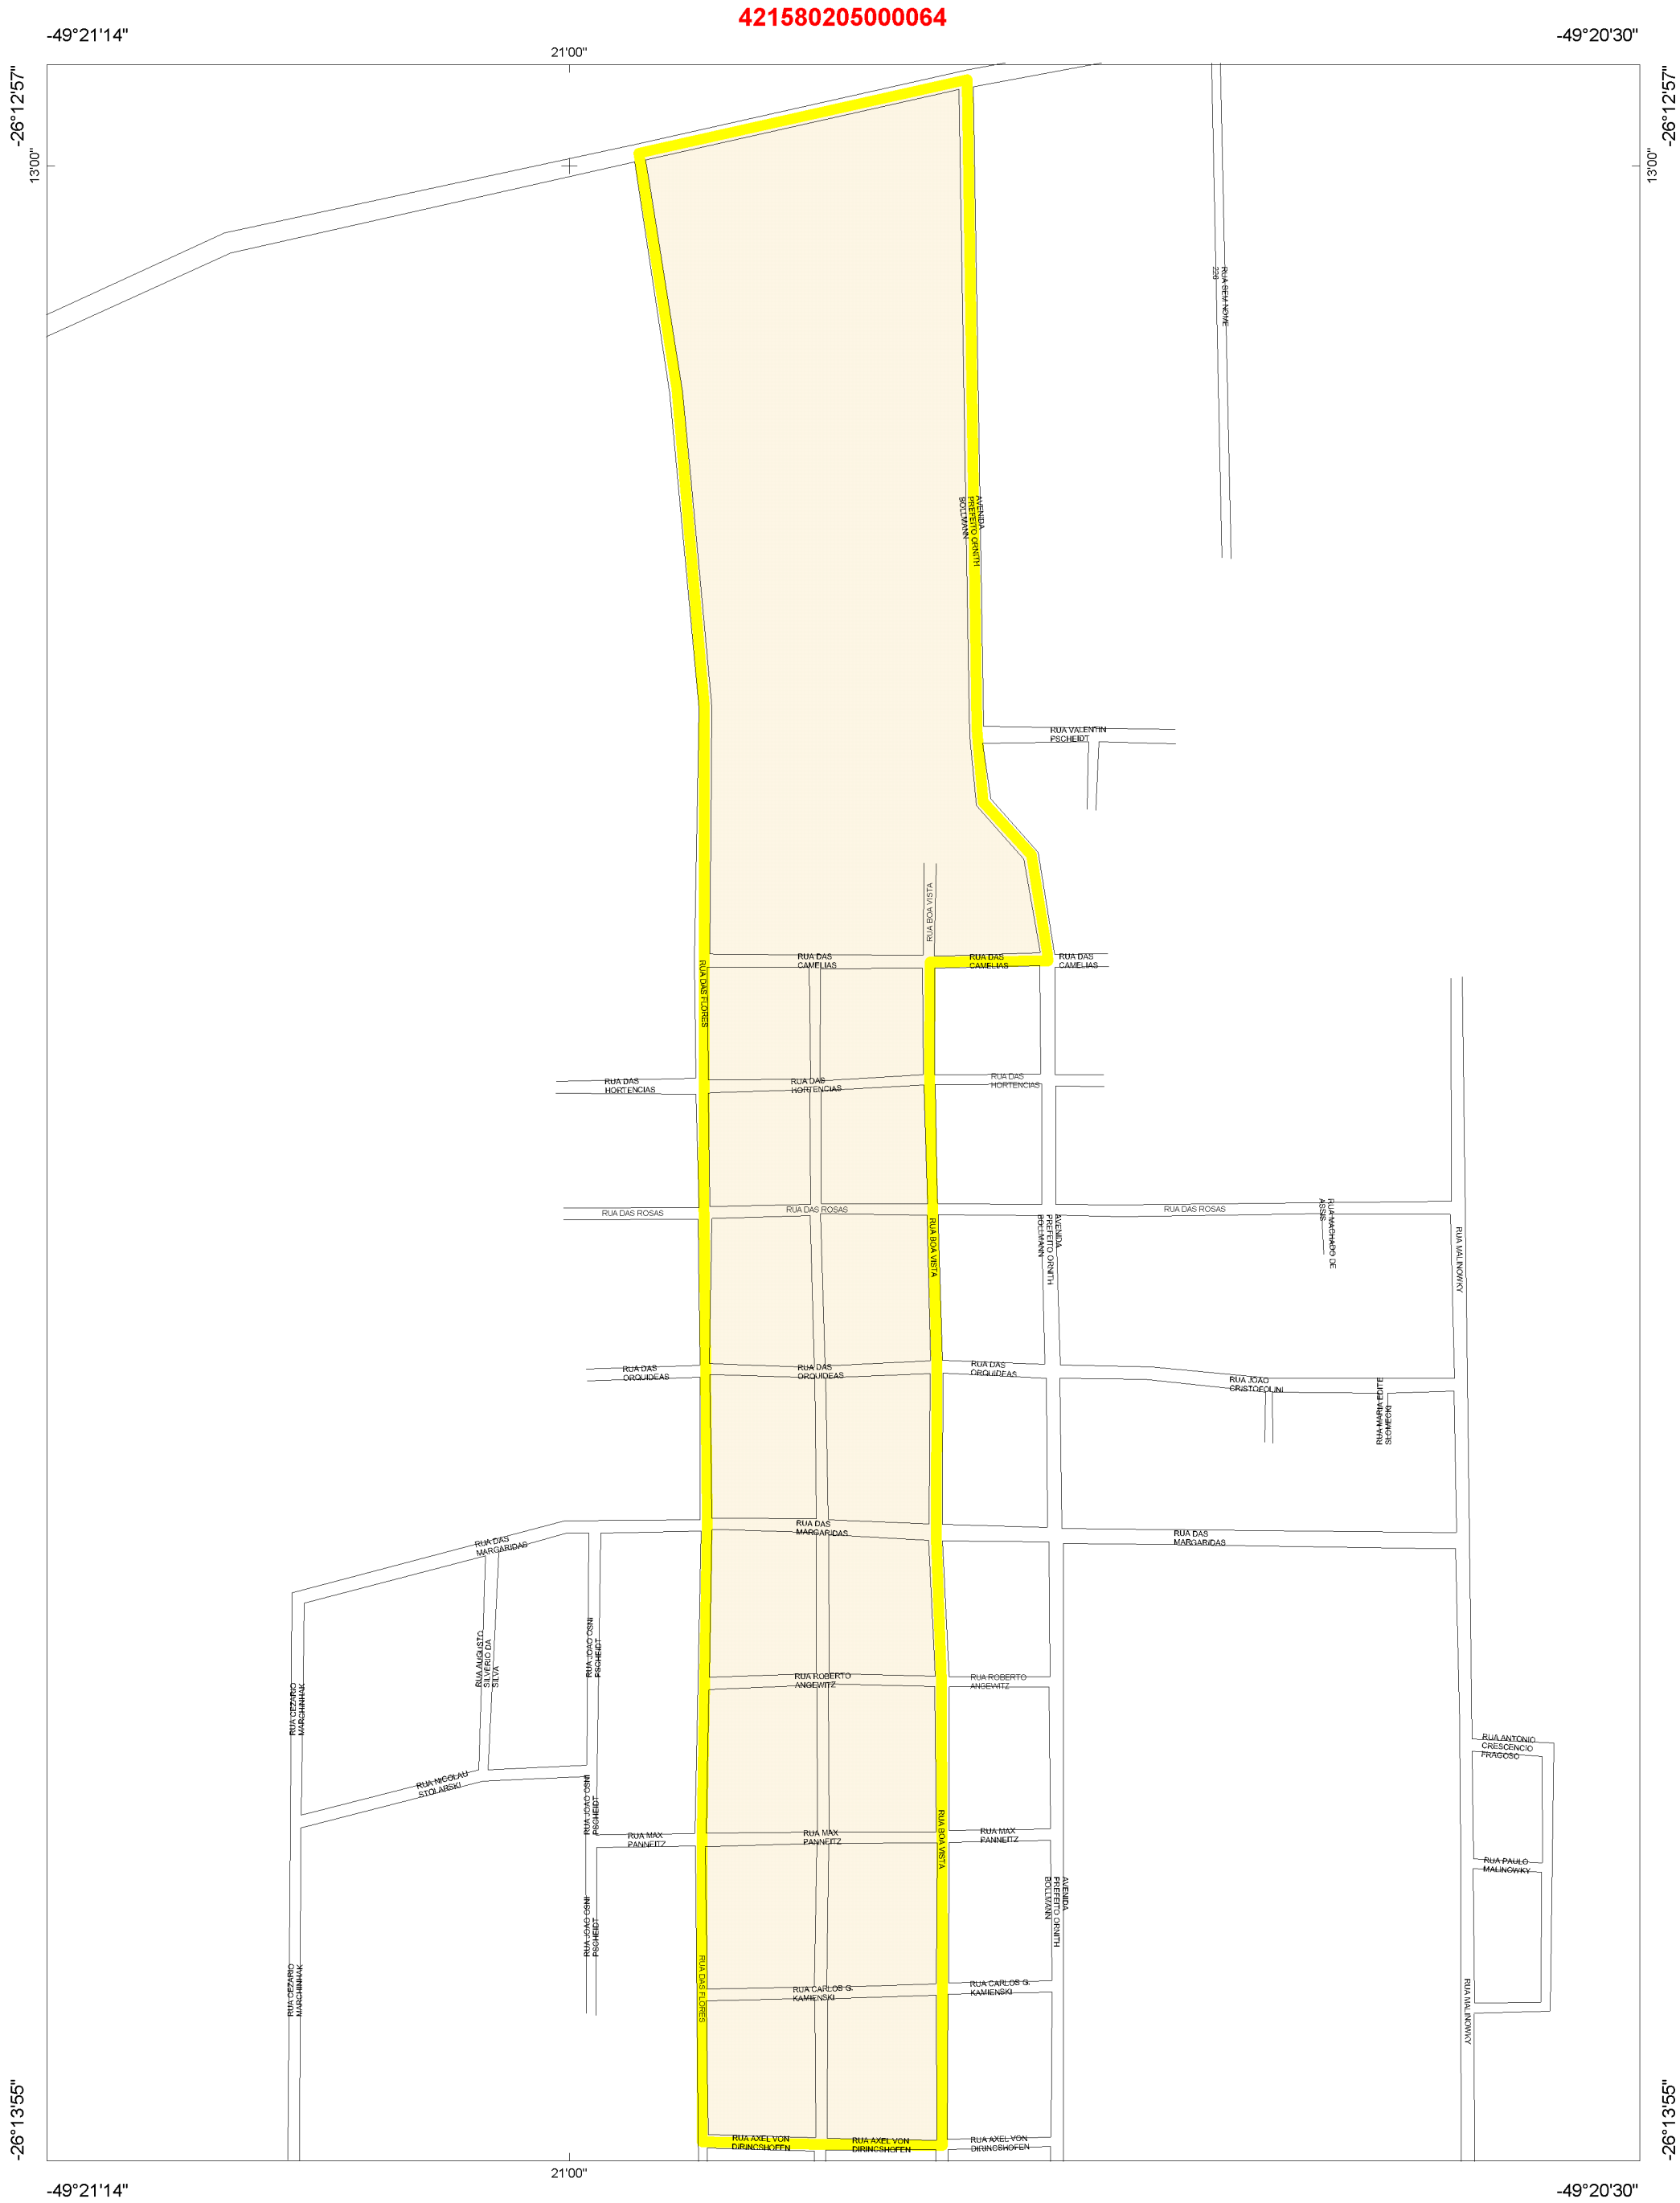 421580205000064
-49°21'14"
-49°20'30"
21'00"
-26°12'57"
-26°12'57"
13'00"
13'00"
RUA SEM NOME
226
AVENIDA
PREFEITO ORNITH
BOLLMANN
RUA VALENTIN
PSCHEIDT
RUA BOA VISTA
RUA DAS
CAMELIAS
RUA DAS
CAMELIAS
RUA DAS
CAMELIAS
RUA DAS FLORES
RUA DAS
HORTENCIAS
RUA DAS
HORTENCIAS
RUA DAS
HORTENCIAS
RUA DAS ROSAS
RUA DAS ROSAS
RUA DAS ROSAS
RUA MACHADO DE
ASSIS
RUA BOA VISTA
AVENIDA
PREFEITO ORNITH
BOLLMANN
RUA MALINOWKY
RUA DAS
ORQUIDEAS
RUA DAS
ORQUIDEAS
RUA DAS
ORQUIDEAS
RUA JOAO
CRISTOFOLINI
RUA MARIA EDITE
SLOMECKI
RUA DAS
MARGARIDAS
RUA DAS
MARGARIDAS
RUA DAS
MARGARIDAS
RUA AUGUSTO
SILVERIO DA
SILVA
RUA JOAO OSNI
PSCHEIDT
RUA CEZARIO
MARCHINHAK
RUA ROBERTO
ANGEWITZ
RUA ROBERTO
ANGEWITZ
RUA NICOLAU
STOLARSKI
RUA JOAO OSNI
PSCHEIDT
RUA ANTONIO
CRESCENCIO
FRAGOSO
RUA MAX
PANNEITZ
RUA MAX
PANNEITZ
RUA MAX
PANNEITZ
RUA BOA VISTA
RUA PAULO
MALINOWKY
AVENIDA
PREFEITO ORNITH
BOLLMANN
RUA JOAO OSNI
PSCHEIDT
RUA CEZARIO
MARCHINHAK
RUA DAS FLORES
RUA CARLOS G.
KAMIENSKI
RUA CARLOS G.
KAMIENSKI
RUA MALINOWKY
RUA AXEL VON
DIRINGSHOFEN
RUA AXEL VON
DIRINGSHOFEN
RUA AXEL VON
DIRINGSHOFEN
-26°13'55"
-26°13'55"
21'00"
-49°21'14"
-49°20'30"